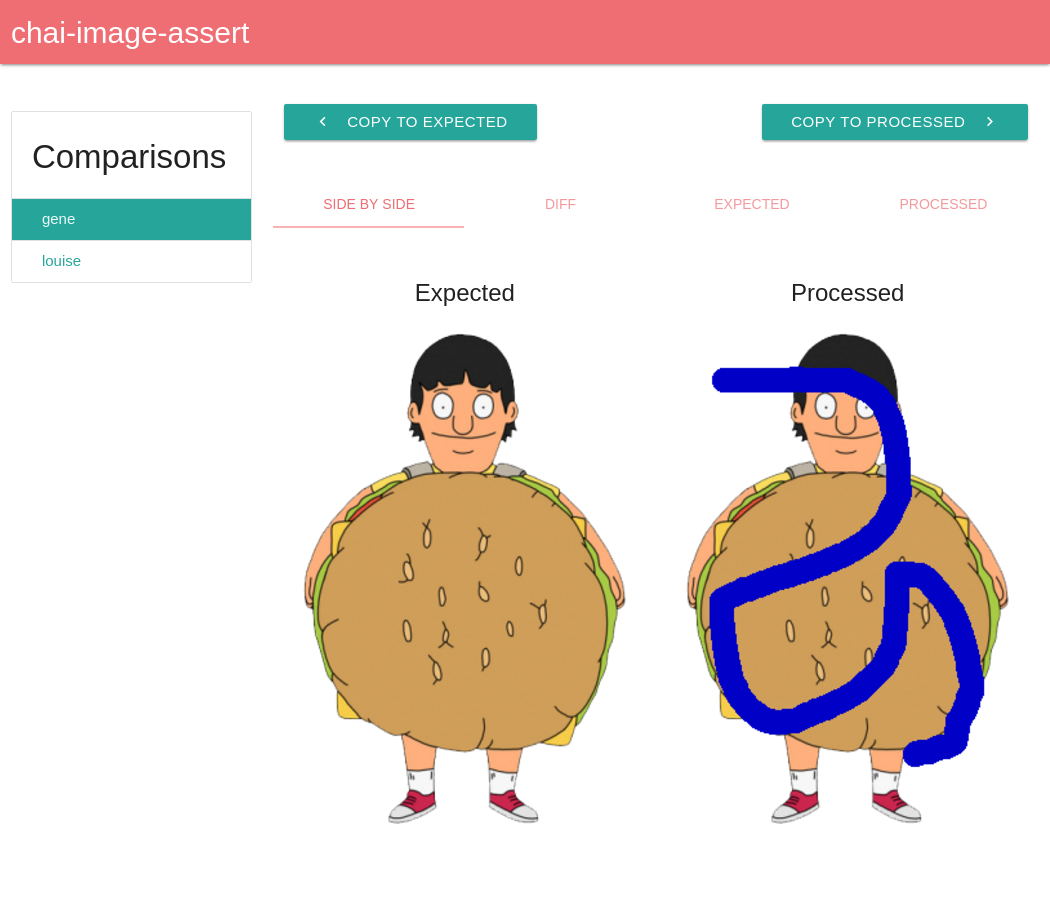 chai-image-assert
Comparisons
gene
louise
COPY TO EXPECTED
COPY TO PROCESSED
SIDE BY SIDE
DIFF
EXPECTED
PROCESSED
Expected
Processed